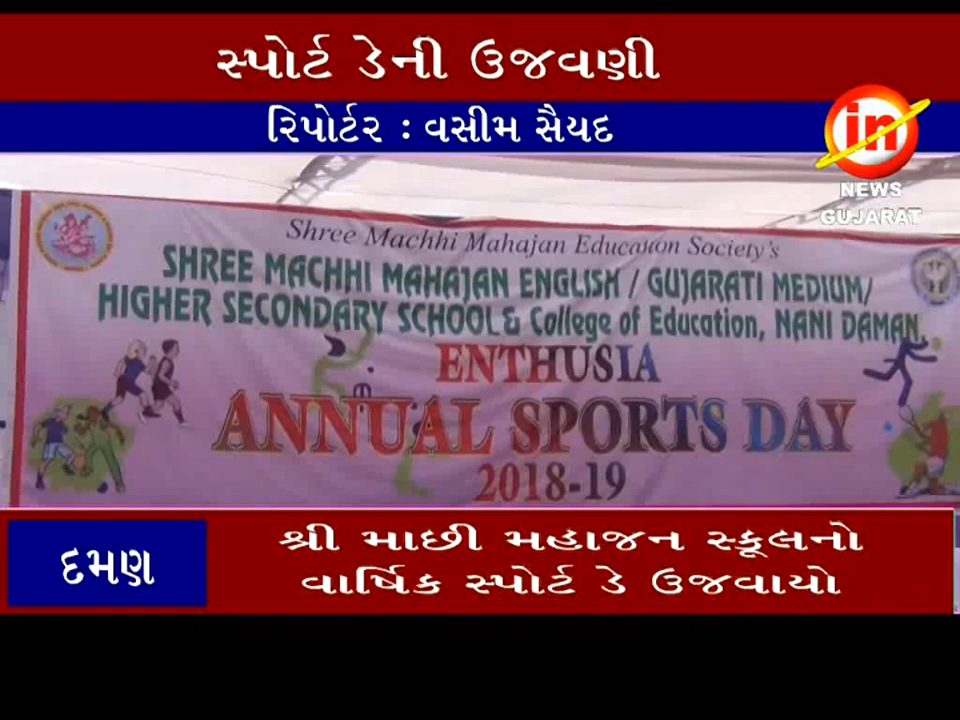 સ્પોર્ટ ડેની ઉજવણી
રિપોર્ટર : વસીમ સૈયદ
in
NEWS
GUJARAT
Shree Machhi Mahajan Education Society's
SHREE MACHHI MAHAJAN ENGLISH / GUJARATI MEDIUM/
HIGHER SECONDARY SCHOOL & College of Education, NANI DAMAN.
ENTHUSIA
ANNUAL SPORTS DAY
2018-19
દમણ
શ્રી માછી મહાજન સ્કૂલનો
વાર્ષિક સ્પોર્ટ ડે ઉજવાયો